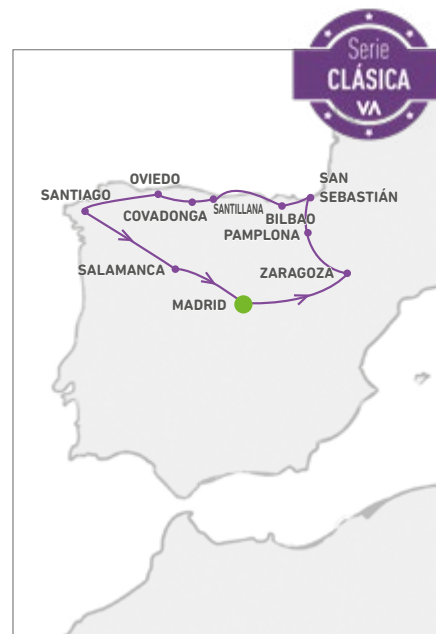 Serie
CLÁSICA
VA
SAN
SEBASTIÁN
OVIEDO
SANTIAGO
COVADONGA
SANTILLANA
BILBAO
PAMPLONA
SALAMANCA
ZARAGOZA
MADRID